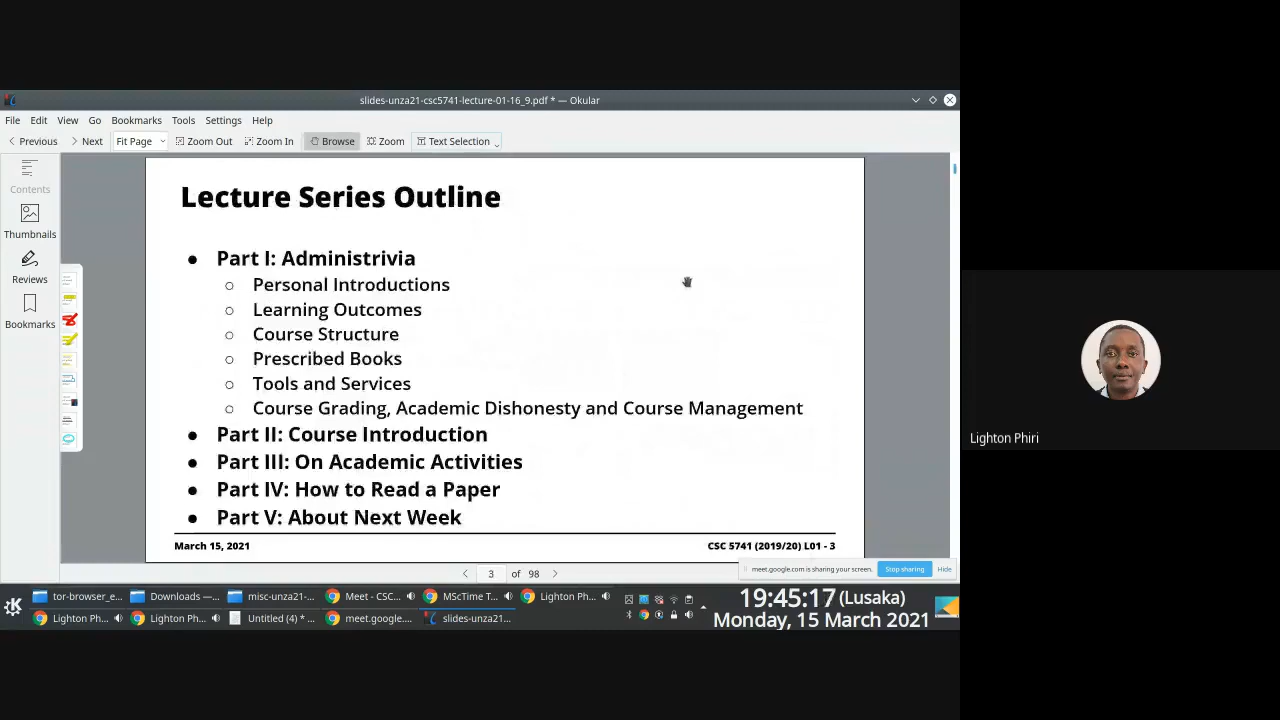 slides-unza21-csc5741-lecture-01-16_9.pdf * — Okular
File Edit View Go Bookmarks Tools Settings Help
Previous Next Fit Page Zoom Out Zoom In Browse Zoom Text Selection
Contents
Thumbnails
Reviews
Bookmarks
Lecture Series Outline
● Part I: Administrivia
○ Personal Introductions
○ Learning Outcomes
○ Course Structure
○ Prescribed Books
○ Tools and Services
○ Course Grading, Academic Dishonesty and Course Management
● Part II: Course Introduction
● Part III: On Academic Activities
● Part IV: How to Read a Paper
● Part V: About Next Week
March 15, 2021 CSC 5741 (2019/20) L01 - 3
3 of 98
meet.google.com is sharing your screen. Stop sharing Hide
tor-browser_e... Downloads —... misc-unza21-... Meet - CSC... MScTime T... Lighton Ph...
Lighton Ph... Lighton Ph... Untitled (4) * ... meet.google.... slides-unza21...
19:45:17 (Lusaka)
Monday, 15 March 2021
Lighton Phiri